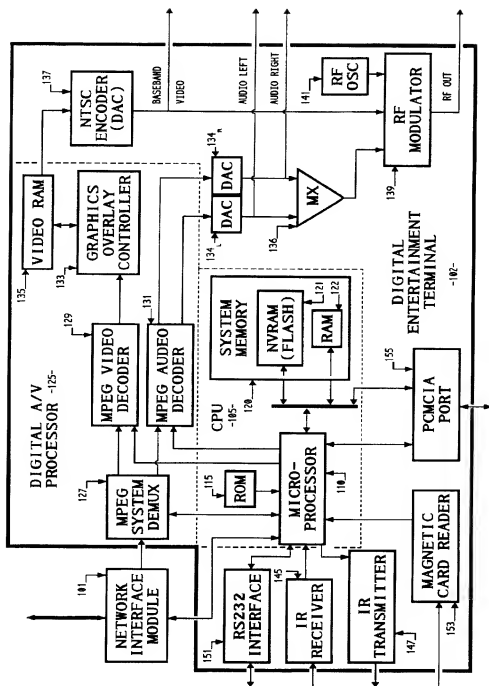 BASEBAND
VIDEO
AUDIO LEFT
AUDIO RIGHT
RF OUT
137
NTSC
ENCODER
(DAC)
141
RF
OSC
RF
MODULATOR
139
134R
DAC
DAC
134L
MX
136
VIDEO RAM
135
GRAPHICS
OVERLAY
CONTROLLER
133
DIGITAL
ENTERTAINMENT
TERMINAL
-102-
129
MPEG VIDEO
DECODER
131
MPEG AUDIO
DECODER
DIGITAL A/V
PROCESSOR -125-
SYSTEM
MEMORY
121
NVRAM
(FLASH)
122
RAM
120
CPU
-105-
155
PCMCIA
PORT
127
MPEG
SYSTEM
DEMUX
115
ROM
MICRO-
PROCESSOR
110
101
NETWORK
INTERFACE
MODULE
151
RS232
INTERFACE
145
IR
RECEIVER
IR
TRANSMITTER
147
MAGNETIC
CARD READER
153